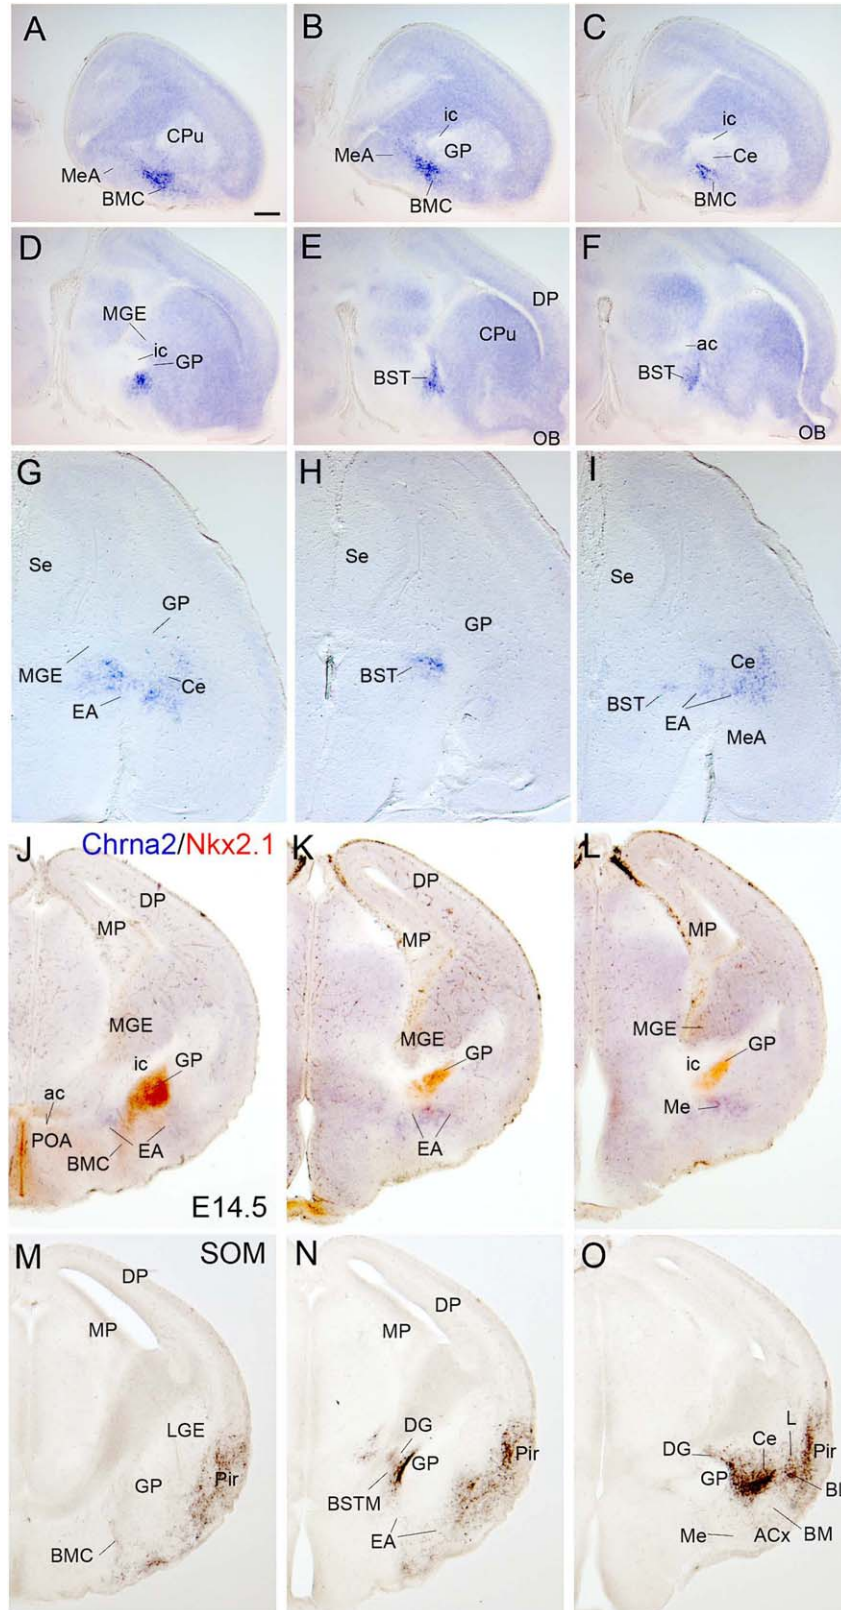 A
CPu
MeA
BMC
B
ic
MeA
GP
BMC
C
ic
Ce
BMC
D
MGE
ic
GP
E
DP
CPu
BST
OB
F
ac
BST
OB
G
Se
GP
MGE
Ce
EA
H
Se
GP
BST
I
Se
Ce
BST
EA
MeA
J
Chrna2/Nkx2.1
DP
MP
MGE
ic
GP
ac
POA
EA
BMC
E14.5
K
DP
MP
MGE
GP
EA
L
MP
MGE
GP
ic
Me
M
SOM
DP
MP
LGE
Pir
GP
BMC
N
DP
MP
DG
GP
Pir
BSTM
EA
O
L
Ce
DG
Pir
GP
Me
ACx
BM